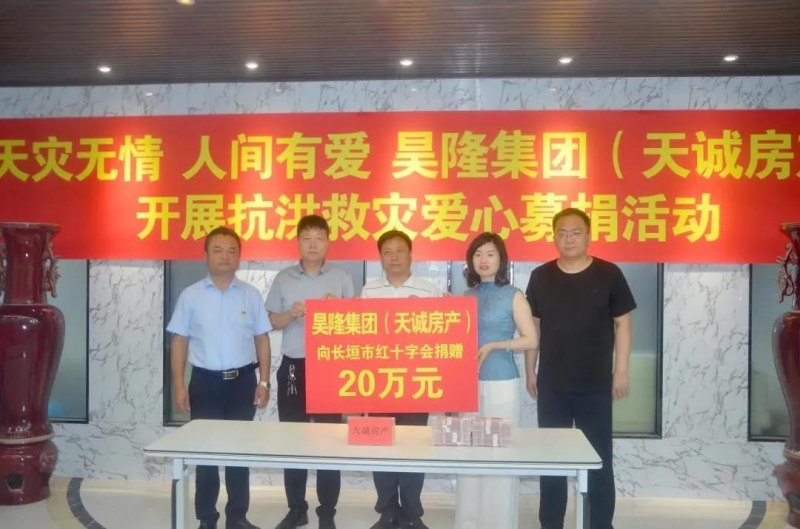 天灾无情 人间有爱 昊隆集团（天诚房产
开展抗洪救灾爱心募捐活动
昊隆集团（天诚房产）
向长垣市红十字会捐赠
20万元
天诚房产